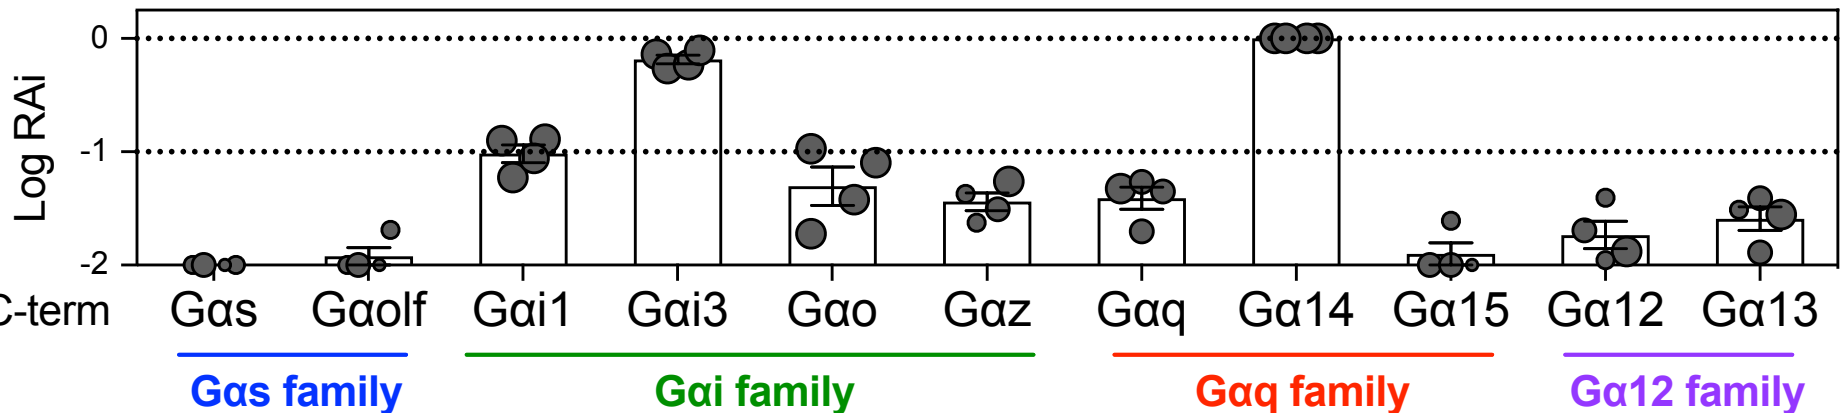 0
Log RAi
-1
-2
C-term Gαs Gαolf Gαi1 Gαi3 Gαo Gαz Gαq Gα14 Gα15 Gα12 Gα13
Gαs family Gαi family Gαq family Gα12 family